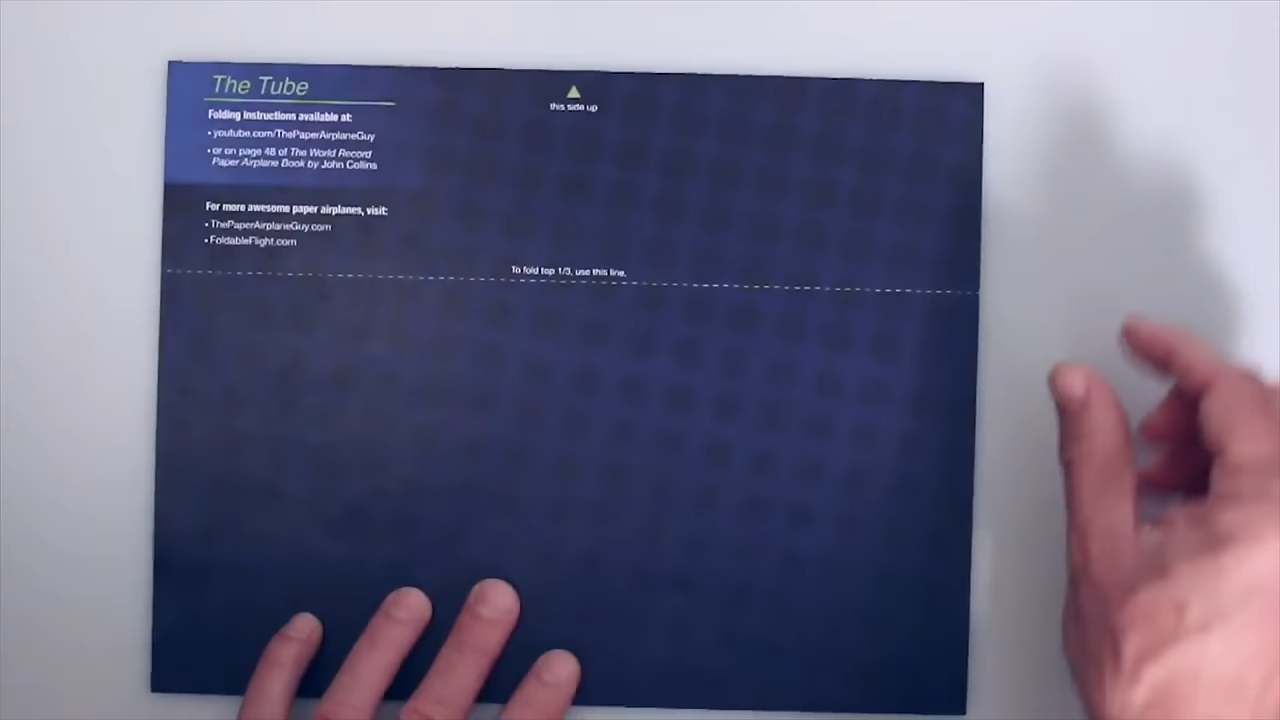 The Tube
this side up
Folding Instructions available at:
• youtube.com/ThePaperAirplaneGuy
• or on page 48 of The World Record
Paper Airplane Book by John Collins
For more awesome paper airplanes, visit:
• ThePaperAirplaneGuy.com
• FoldableFlight.com
To fold top 1/3, use this line.